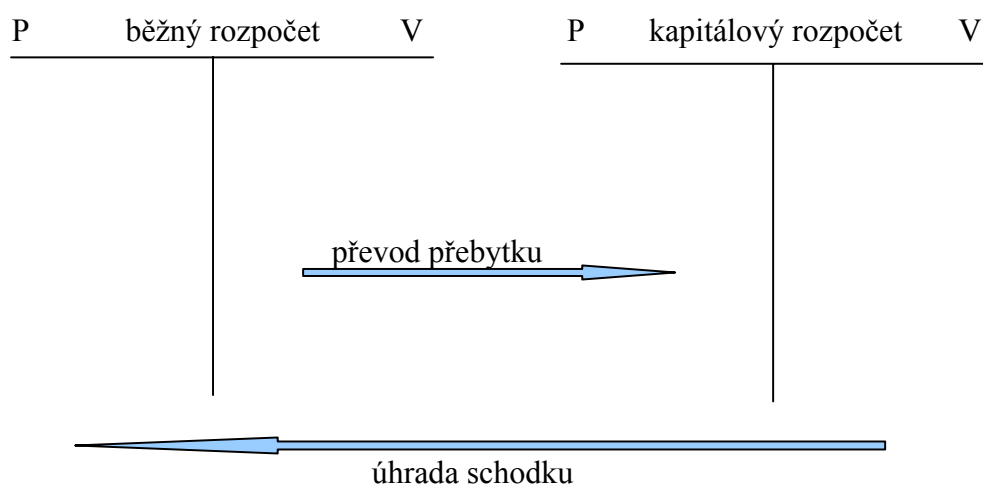 P běžný rozpočet V
P kapitálový rozpočet V
převod přebytku
úhrada schodku